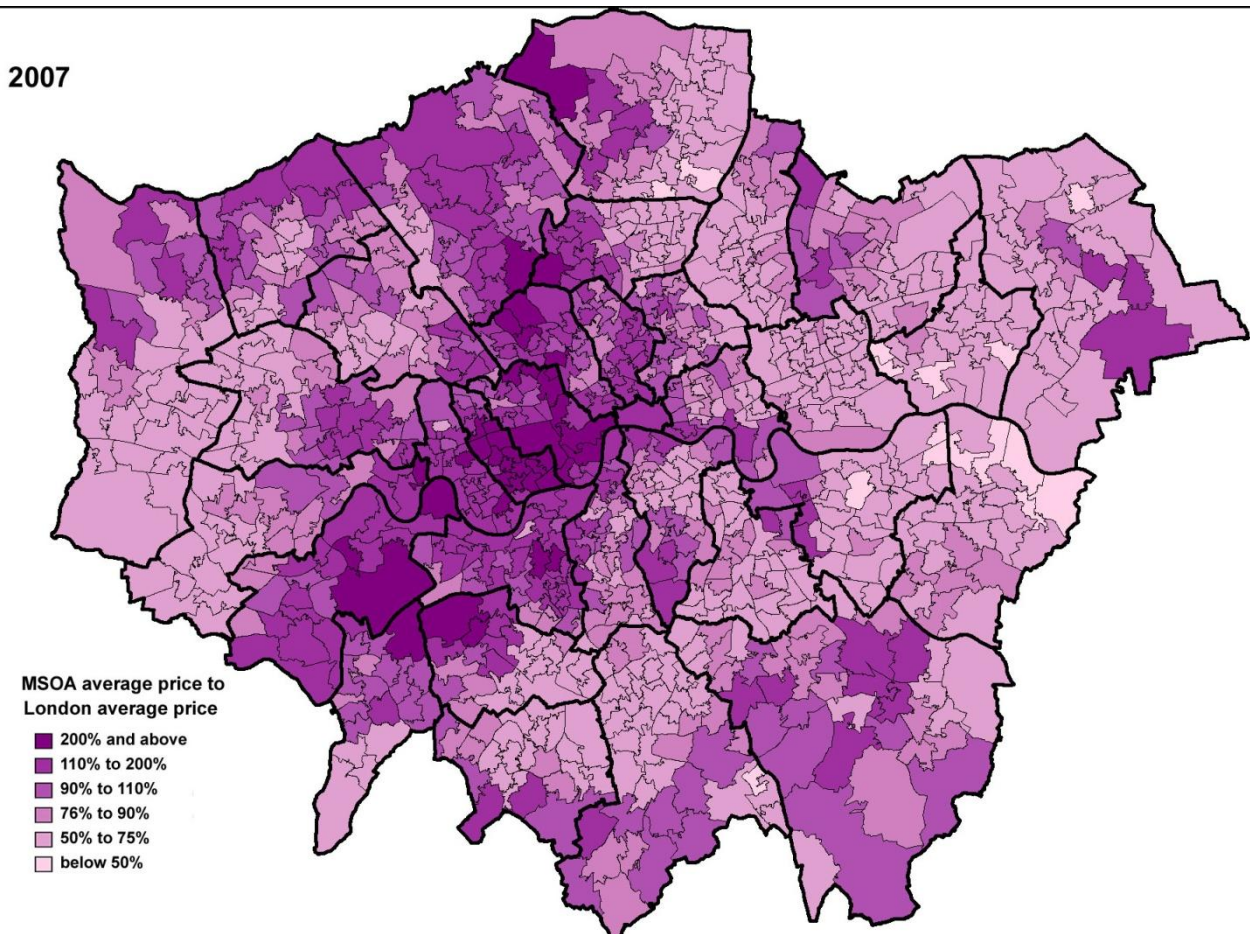 2007
MSOA average price to
London average price
200% and above
110% to 200%
90% to 110%
76% to 90%
50% to 75%
below 50%